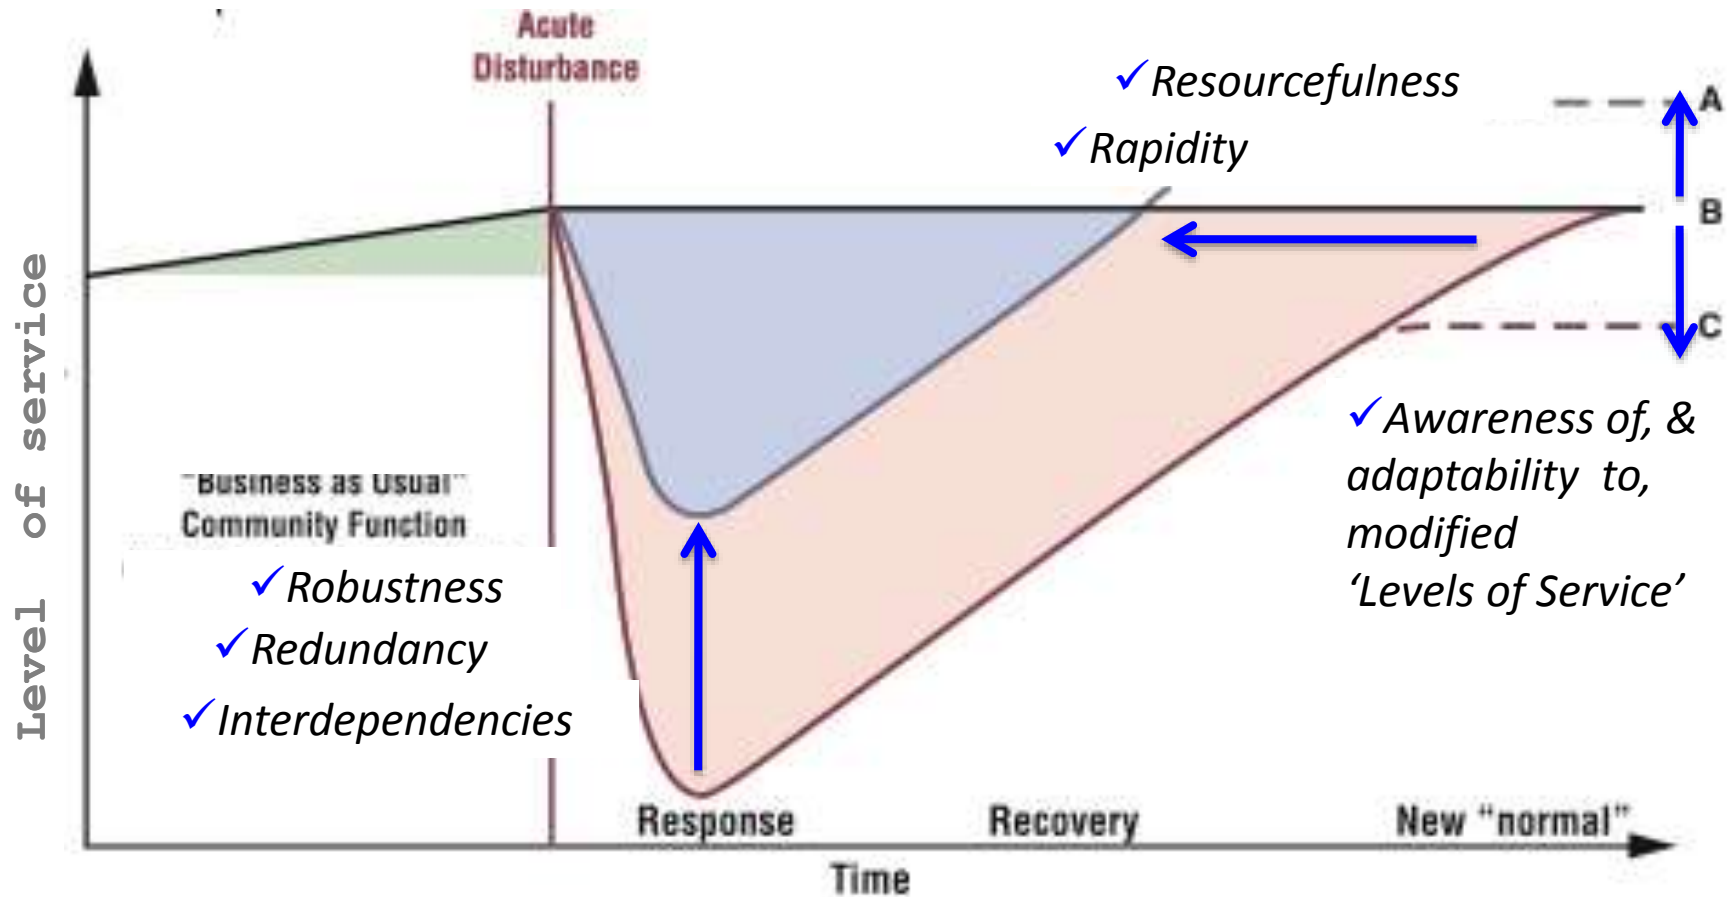 Acute
Disturbance
✓Resourcefulness
✓Rapidity
A
B
C
✓Awareness of, &
adaptability to,
modified
‘Levels of Service’
Level of service
"Business as Usual"
Community Function
✓Robustness
✓Redundancy
✓Interdependencies
Response
Recovery
New “normal”
Time